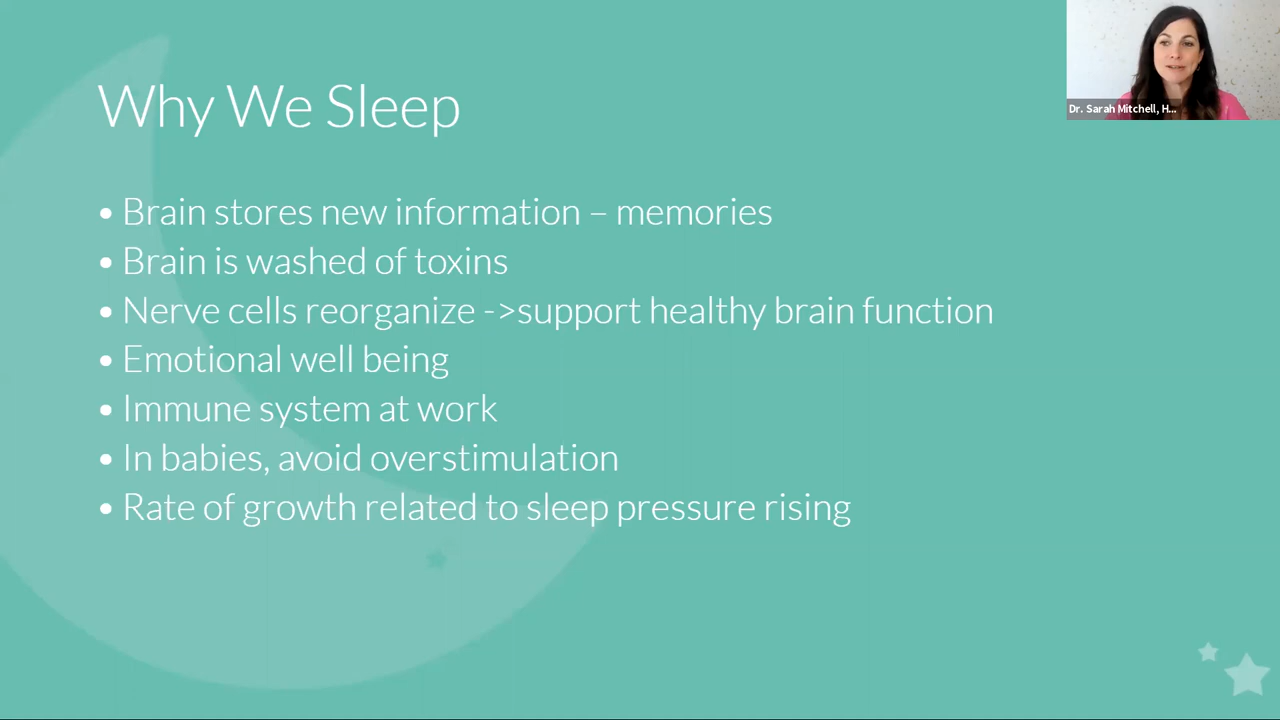 Why We Sleep
• Brain stores new information – memories
• Brain is washed of toxins
• Nerve cells reorganize ->support healthy brain function
• Emotional well being
• Immune system at work
• In babies, avoid overstimulation
• Rate of growth related to sleep pressure rising
Dr. Sarah Mitchell, H...